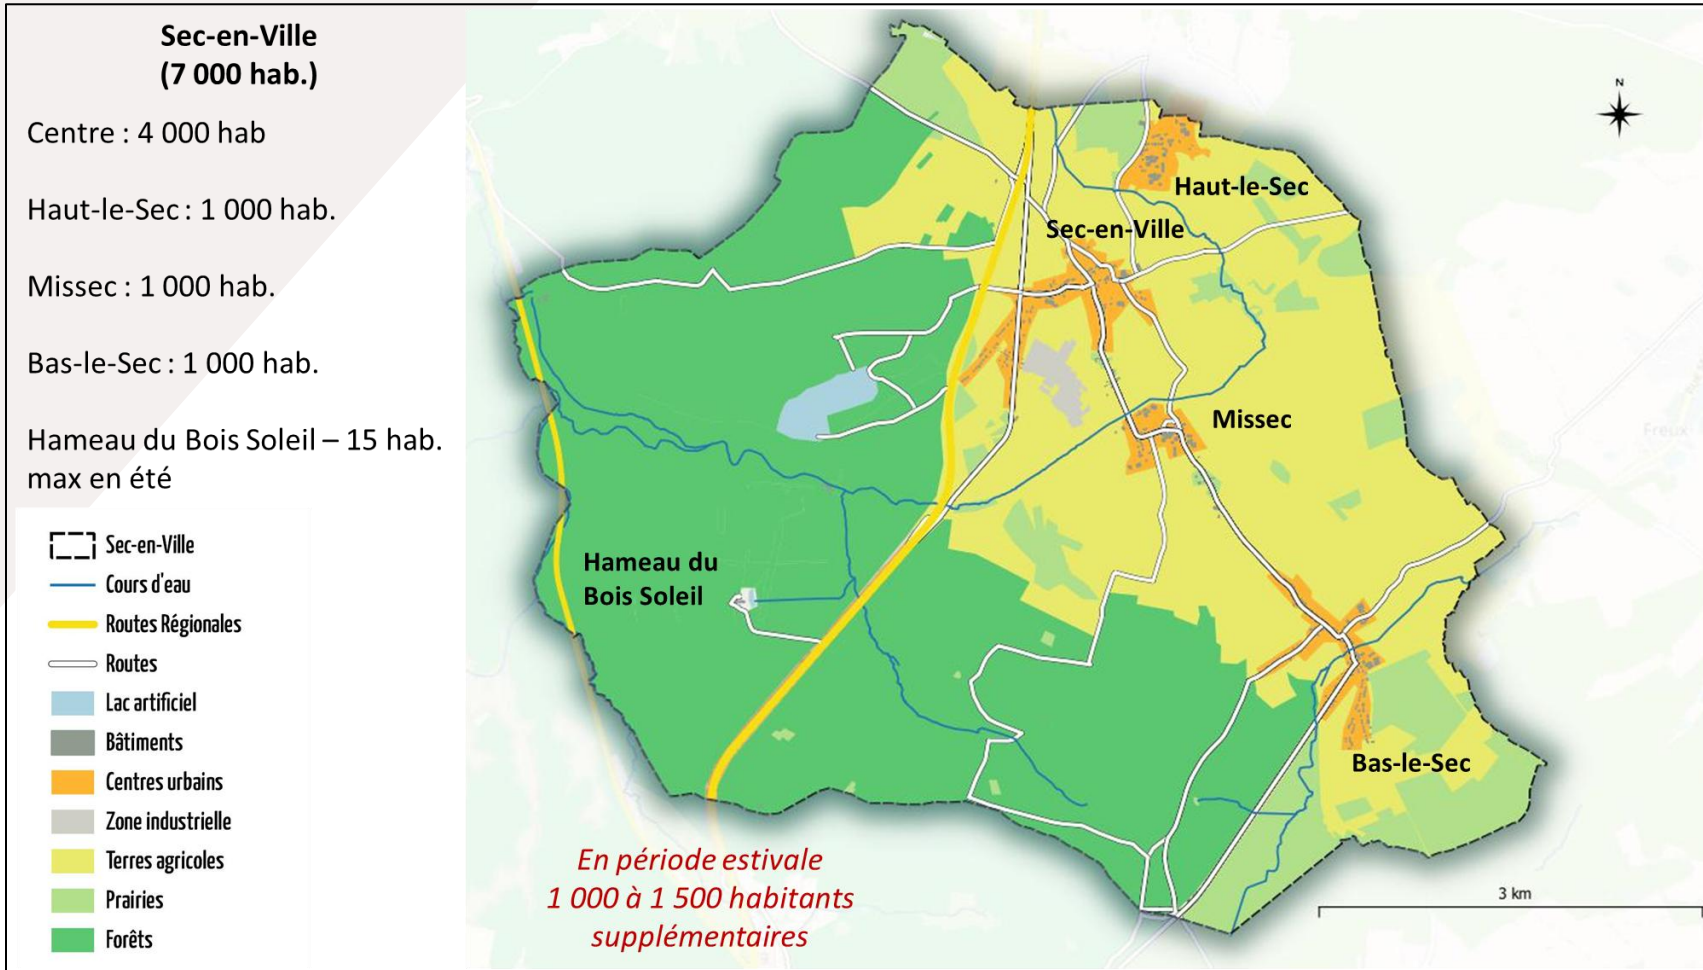 Sec-en-Ville
(7 000 hab.)
Centre : 4 000 hab
Haut-le-Sec : 1 000 hab.
Missec : 1 000 hab.
Bas-le-Sec : 1 000 hab.
Hameau du Bois Soleil – 15 hab.
max en été
Sec-en-Ville
Cours d'eau
Routes Régionales
Routes
Lac artificiel
Bâtiments
Centres urbains
Zone industrielle
Terres agricoles
Prairies
Forêts
N
Haut-le-Sec
Sec-en-Ville
Missec
Freux
Hameau du
Bois Soleil
Bas-le-Sec
En période estivale
1 000 à 1 500 habitants
supplémentaires
3 km